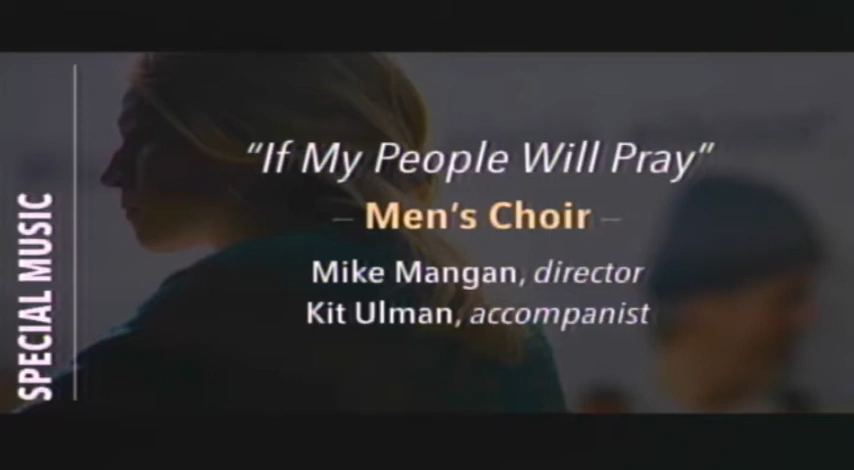 SPECIAL MUSIC
“If My People Will Pray”
– Men's Choir –
Mike Mangan, director
Kit Ulman, accompanist